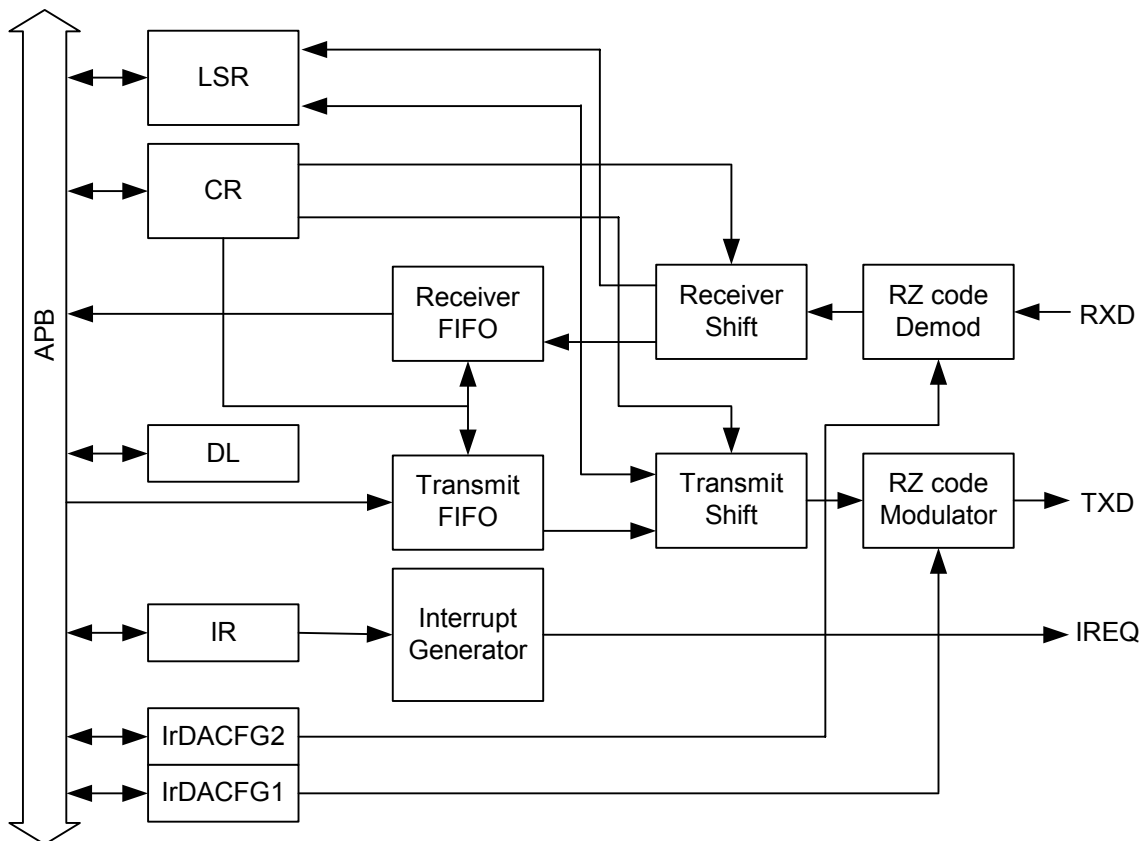 LSR
CR
APB
Receiver
FIFO
Receiver
Shift
RZ code
Demod
RXD
DL
Transmit
FIFO
Transmit
Shift
RZ code
Modulator
TXD
IR
Interrupt
Generator
IREQ
IrDACFG2
IrDACFG1